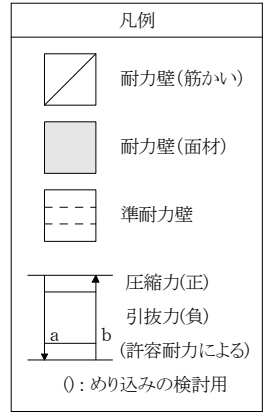 凡例
耐力壁(筋かい)
耐力壁(面材)
準耐力壁
圧縮力(正)
引抜力(負)
a b
(許容耐力による)
() : めり込みの検討用